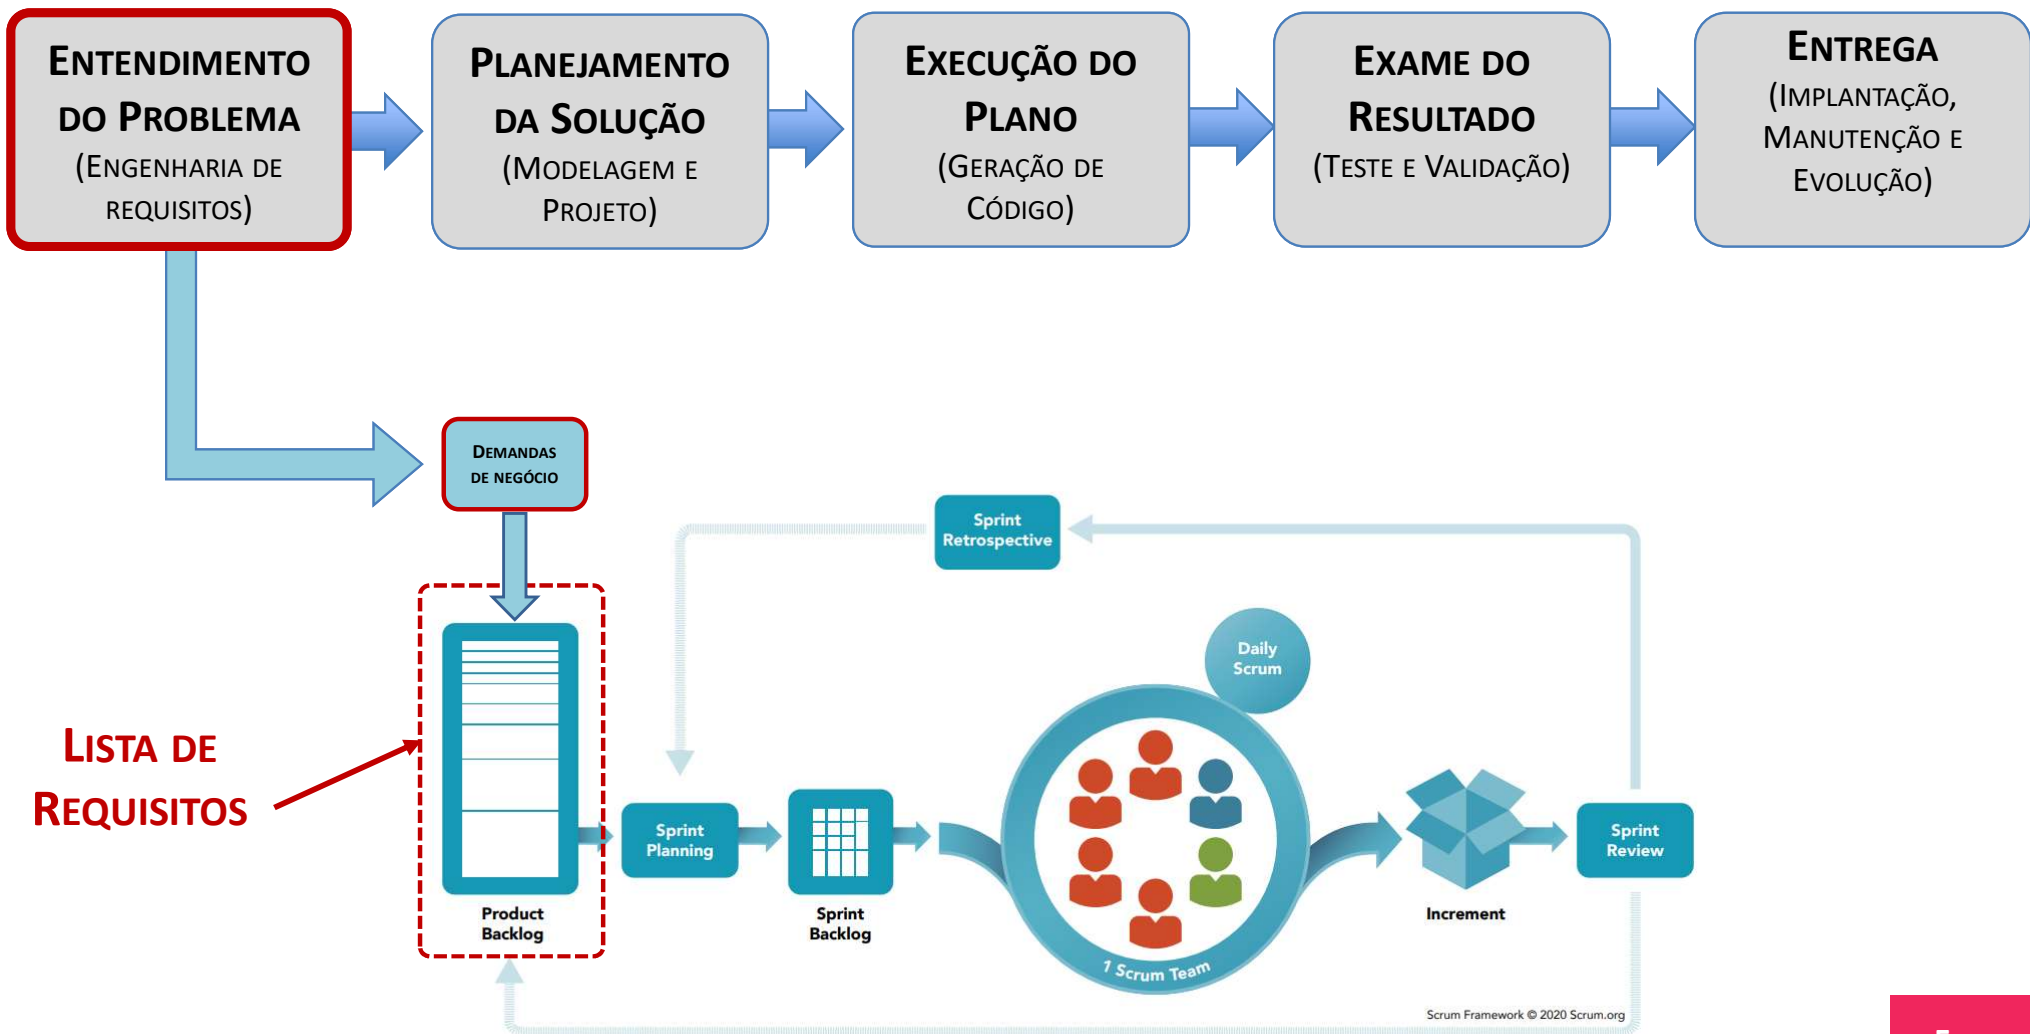 ENTENDIMENTO
DO PROBLEMA
(ENGENHARIA DE
REQUISITOS)
PLANEJAMENTO
DA SOLUÇÃO
(MODELAGEM E
PROJETO)
EXECUÇÃO DO
PLANO
(GERAÇÃO DE
CÓDIGO)
EXAME DO
RESULTADO
(TESTE E VALIDAÇÃO)
ENTREGA
(IMPLANTAÇÃO,
MANUTENÇÃO E
EVOLUÇÃO)
DEMANDAS
DE NEGÓCIO
Sprint
Retrospective
Daily
Scrum
LISTA DE
REQUISITOS
Sprint
Planning
Sprint
Review
Product
Backlog
Sprint
Backlog
Increment
1 Scrum Team
Scrum Framework © 2020 Scrum.org